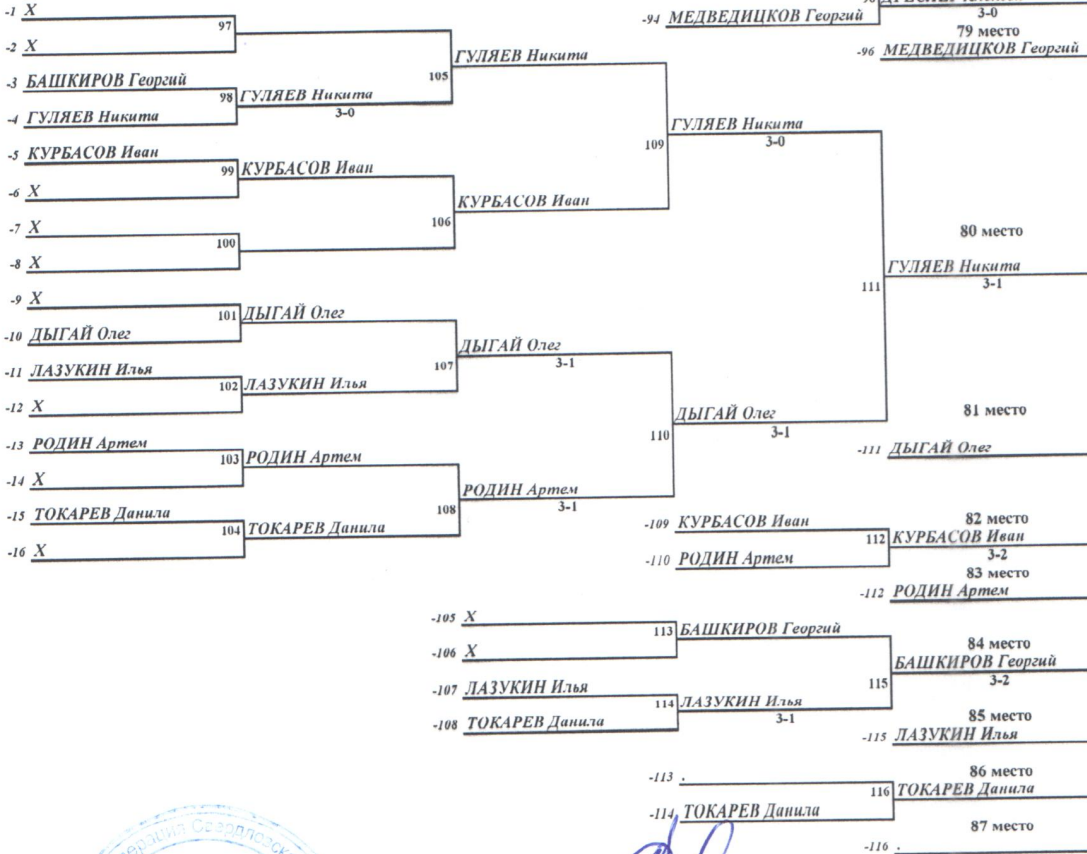 -1 X
97
-2 X
-3 БАШКИРОВ Георгий
98
-4 ГУЛЯЕВ Никита
ГУЛЯЕВ Никита
3-0
-5 КУРБАСОВ Иван
99 КУРБАСОВ Иван
-6 X
-7 X
100
-8 X
-9 X
101 ДЫГАЙ Олег
-10 ДЫГАЙ Олег
-11 ЛАЗУКИН Илья
102 ЛАЗУКИН Илья
-12 X
-13 РОДИН Артем
103 РОДИН Артем
-14 X
-15 ТОКАРЕВ Данила
104 ТОКАРЕВ Данила
-16 X
105
ГУЛЯЕВ Никита
106
КУРБАСОВ Иван
107
ДЫГАЙ Олег
3-1
108
РОДИН Артем
3-1
109
ГУЛЯЕВ Никита
3-0
110
ДЫГАЙ Олег
3-1
-94 МЕДВЕДИЦКОВ Георгий
3-0
79 место
-96 МЕДВЕДИЦКОВ Георгий
80 место
111
ГУЛЯЕВ Никита
3-1
81 место
-111 ДЫГАЙ Олег
-109 КУРБАСОВ Иван
-110 РОДИН Артем
82 место
112 КУРБАСОВ Иван
3-2
83 место
-112 РОДИН Артем
-105 X
113 БАШКИРОВ Георгий
-106 X
-107 ЛАЗУКИН Илья
114 ЛАЗУКИН Илья
3-1
-108 ТОКАРЕВ Данила
84 место
115
БАШКИРОВ Георгий
3-2
85 место
-115 ЛАЗУКИН Илья
-113 .
-114 ТОКАРЕВ Данила
86 место
116 ТОКАРЕВ Данила
87 место
-116 .